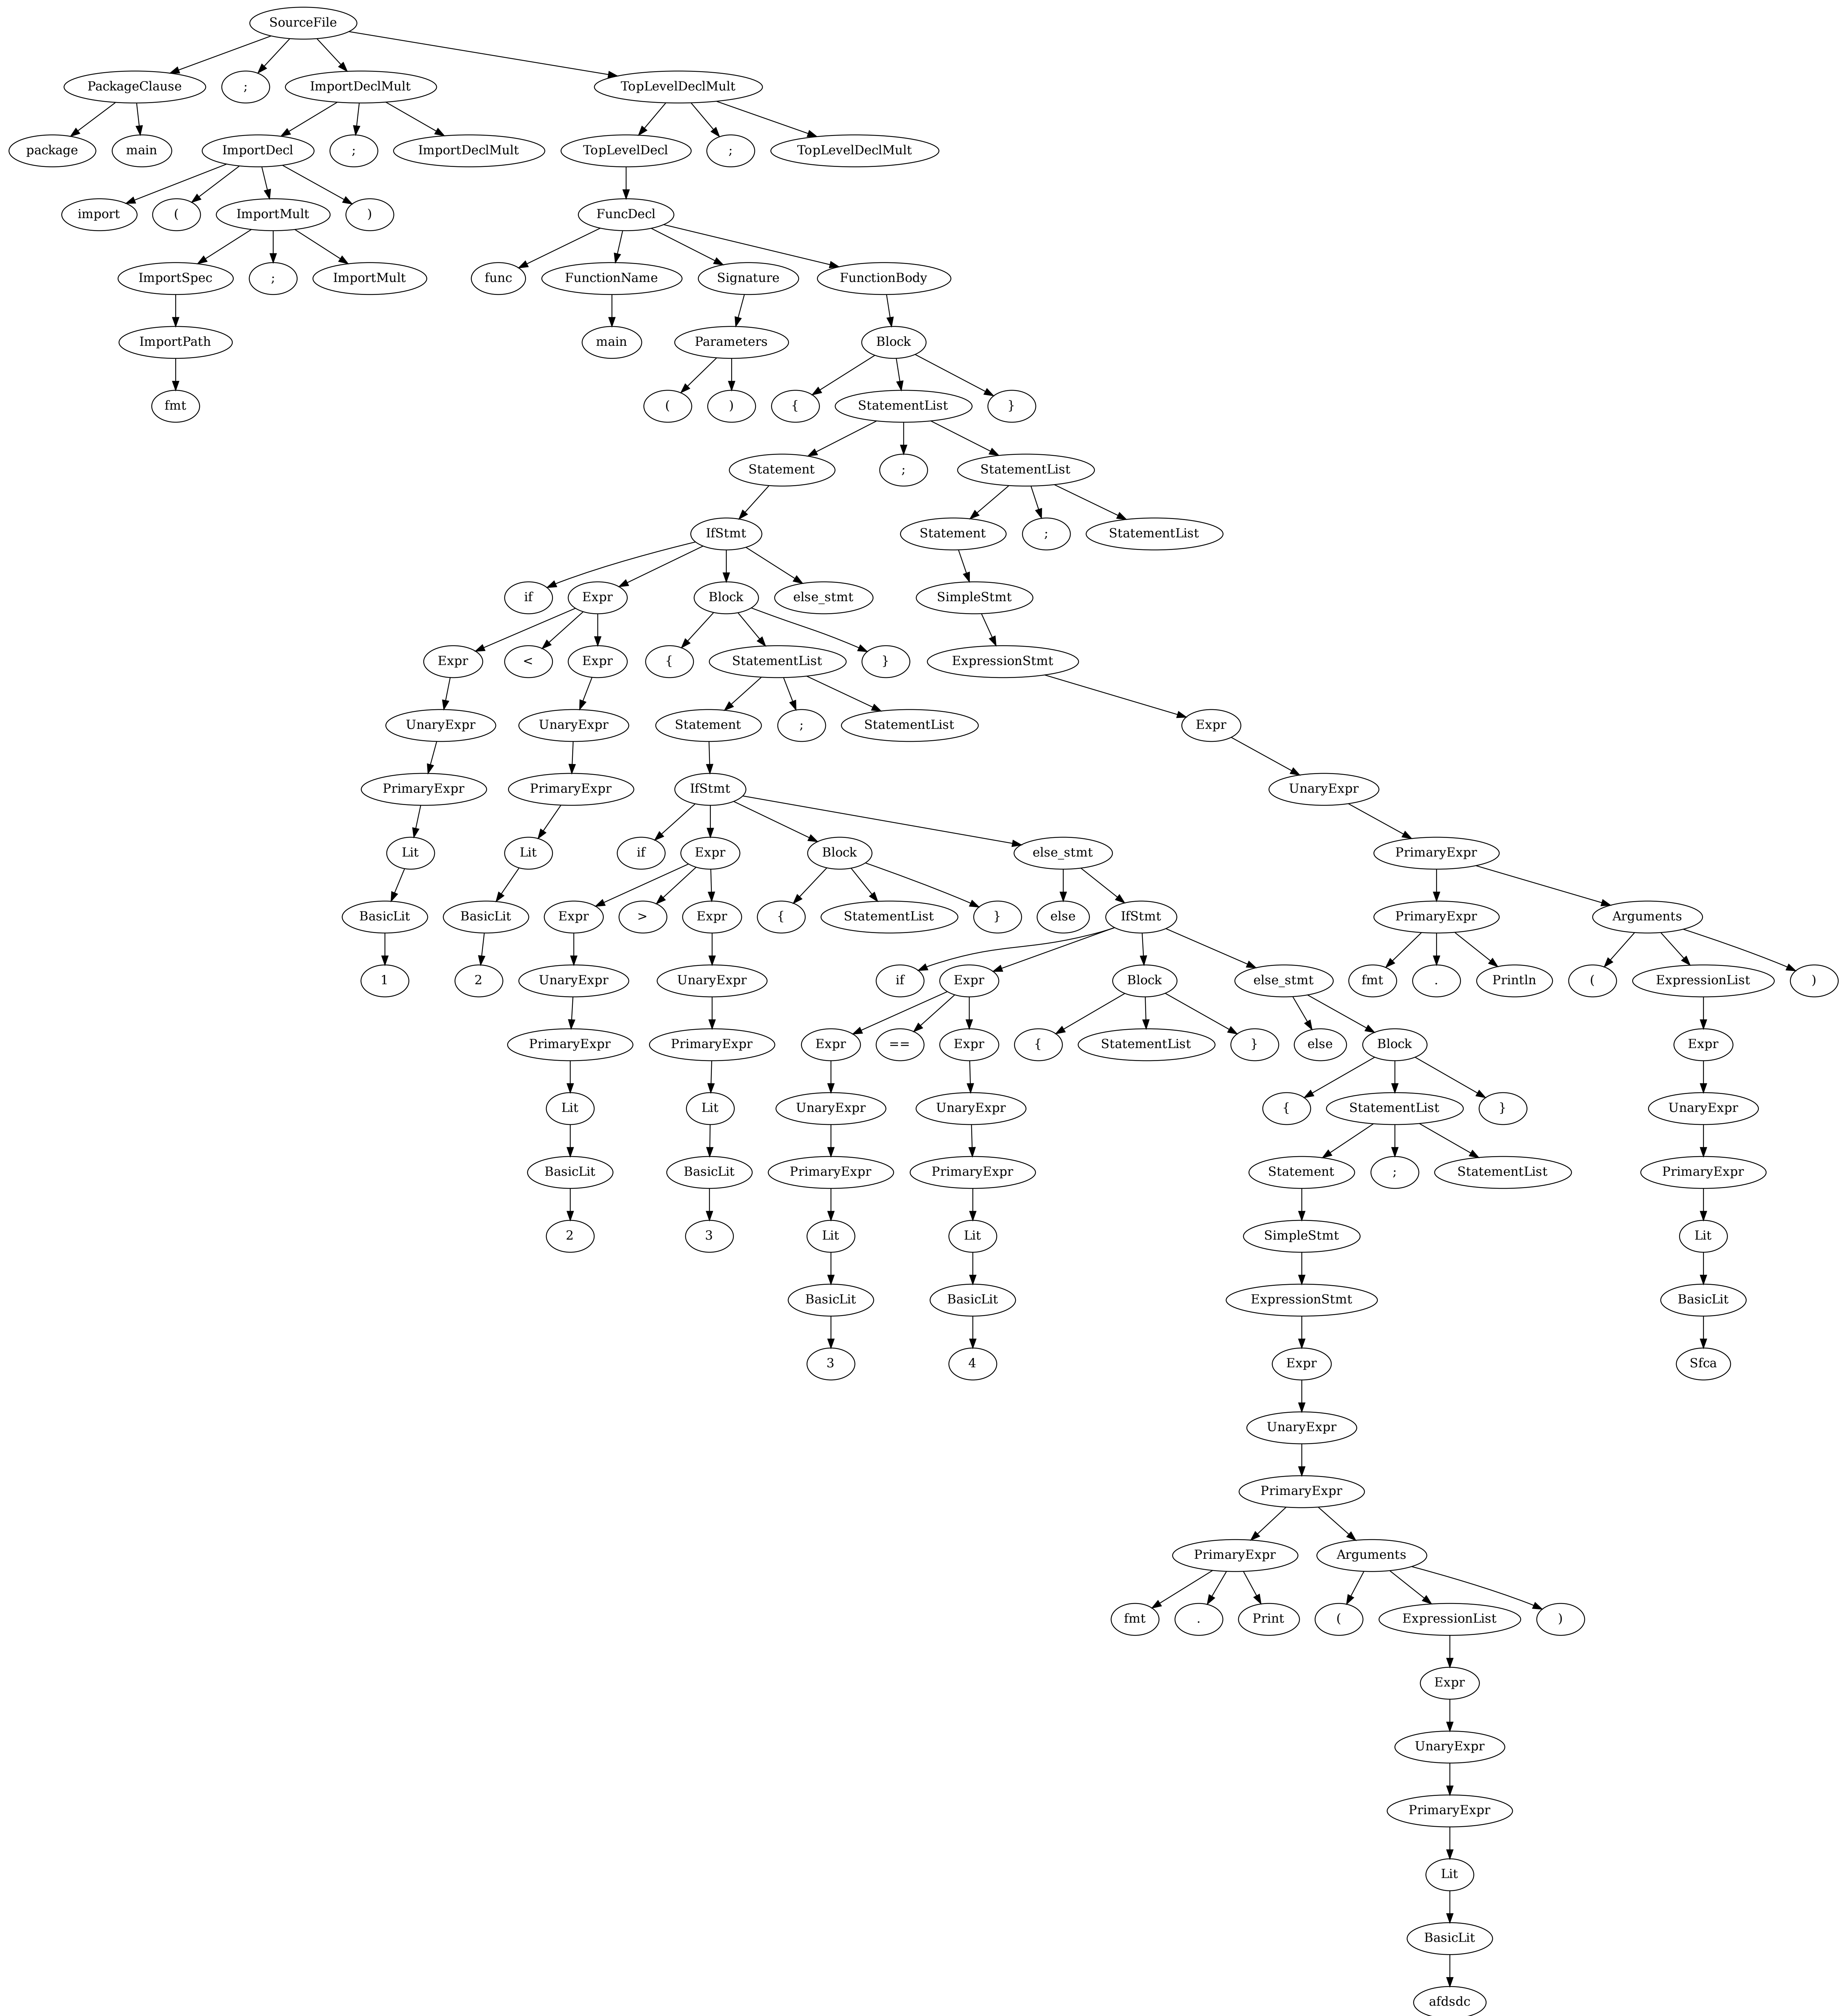 SourceFile
PackageClause ; ImportDeclMult TopLevelDeclMult
package main ImportDecl ; ImportDeclMult TopLevelDecl ; TopLevelDeclMult
import ( ImportMult ) FuncDecl
ImportSpec ; ImportMult func FunctionName Signature FunctionBody
ImportPath main Parameters Block
fmt ( ) { StatementList }
Statement ; StatementList
IfStmt Statement ; StatementList
if Expr Block else_stmt SimpleStmt
Expr < Expr { StatementList } ExpressionStmt
UnaryExpr UnaryExpr Statement ; StatementList Expr
PrimaryExpr PrimaryExpr IfStmt UnaryExpr
Lit Lit if Expr Block else_stmt PrimaryExpr
BasicLit BasicLit Expr > Expr { StatementList } else IfStmt PrimaryExpr Arguments
1 2 UnaryExpr UnaryExpr if Expr Block else_stmt fmt . Println ( ExpressionList )
PrimaryExpr PrimaryExpr Expr == Expr { StatementList } else Block Expr
Lit Lit UnaryExpr UnaryExpr { StatementList } UnaryExpr
BasicLit BasicLit PrimaryExpr PrimaryExpr Statement ; StatementList PrimaryExpr
2 3 Lit Lit SimpleStmt Lit
BasicLit BasicLit ExpressionStmt BasicLit
3 4 Expr Sfca
UnaryExpr
PrimaryExpr
PrimaryExpr Arguments
fmt . Print ( ExpressionList )
Expr
UnaryExpr
PrimaryExpr
Lit
BasicLit
afdsdc